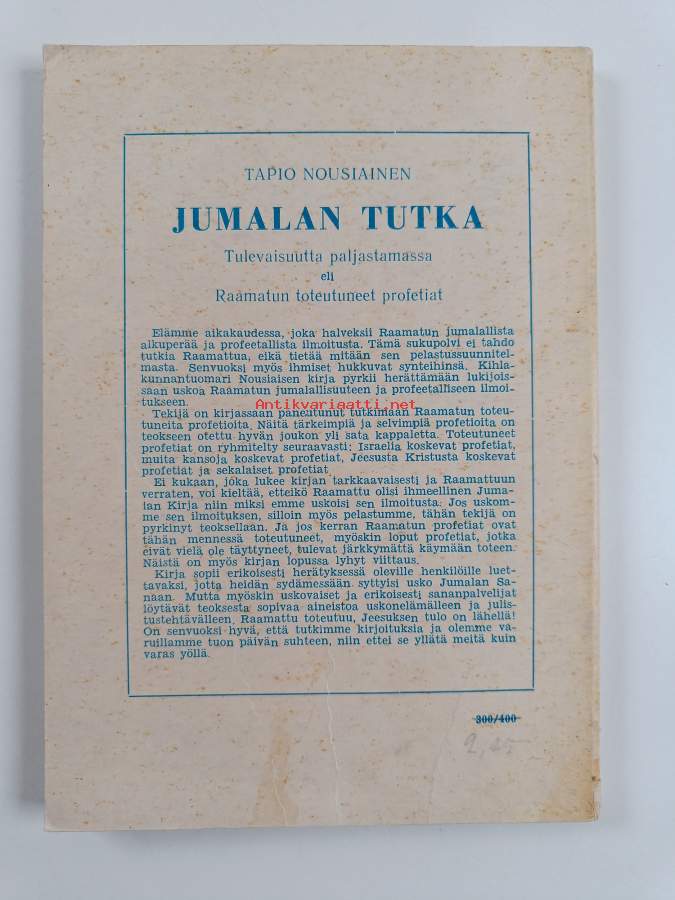 TAPIO NOUSIAINEN
JUMALAN TUTKA
Tulevaisuutta paljastamassa
eli
Raamatun toteutuneet profetiat
Elämme aikakaudessa, joka halveksii Raamatun jumalallista
alkuperää ja profeetallista ilmoitusta. Tämä sukupolvi ei tahdo
tutkia Raamattua, eikä tietää mitään sen pelastussuunnitel-
masta. Senvuoksi myös ihmiset hukkuvat synteihinsä. Kihla-
kunnantuomari Nousiaisen kirja pyrkii herättämään lukijois-
saan uskoa Raamatun jumalallisuuteen ja profeetalliseen ilmoi-
tukseen.
Antikvariaatti.net
Tekijä on kirjassaan paneutunut tutkimaan Raamatun toteu-
tuneita profetioita. Näitä tärkeimpiä ja selvimpiä profetioita on
teokseen otettu hyvän joukon yli sata kappaletta. Toteutuneet
profetiat on ryhmitelty seuraavasti: Israelia koskevat profetiat,
muita kansoja koskevat profetiat, Jeesusta Kristusta koskevat
profetiat ja sekalaiset profetiat.
Ei kukaan, joka lukee kirjan tarkkaavaisesti ja Raamattuun
verraten, voi kieltää, etteikö Raamattu olisi ihmeellinen Juma-
lan Kirja niin miksi emme uskoisi sen ilmoitusta. Jos uskom-
me sen ilmoituksen, silloin myös pelastumme, tähän tekijä on
pyrkinyt teoksellaan. Ja jos kerran Raamatun profetiat ovat
tähän mennessä toteutuneet, myöskin loput profetiat, jotka
eivät vielä ole täyttyneet, tulevat järkkymättä käymään toteen.
Näistä on myös kirjan lopussa lyhyt viittaus.
Kirja sopii erikoisesti herätyksessä oleville henkilöille luet-
tavaksi, jotta heidän sydämessään syttyisi usko Jumalan Sa-
naan. Mutta myöskin uskovaiset ja erikoisesti sananpalvelijat
löytävät teoksesta sopivaa aineistoa uskonelämälleen ja julis-
tustehtävälleen. Raamattu toteutuu, Jeesuksen tulo on lähellä!
On senvuoksi hyvä, että tutkimme kirjoituksia ja olemme va-
ruillamme tuon päivän suhteen, niin ettei se yllätä meitä kuin
varas yöllä.
300/400